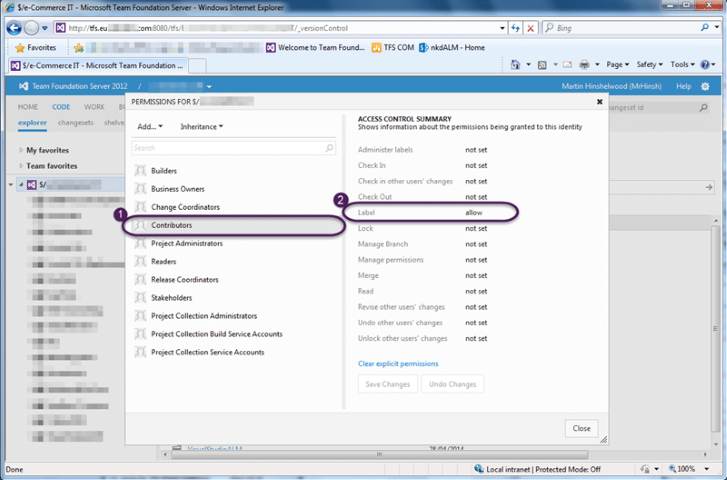 $/e-Commerce IT - Microsoft Team Foundation Server - Windows Internet Explorer
http://tfs.eu .com:8080/tfs/ /_versionControl
Bing
Favorites
Welcome to Team Found...
TFS COM
nkdALM - Home
$/e-Commerce IT - Microsoft Team Foundation Server
Page
Safety
Tools
Team Foundation Server 2012 /
Martin Hinshelwood (MrHinsh)
Help
HOME CODE WORK
explorer changesets shelve
changeset id
My favorites
Team favorites
$/
PERMISSIONS FOR $/
Add...
Inheritance
Search
Builders
Business Owners
Change Coordinators
1
Contributors
Project Administrators
Readers
Release Coordinators
Stakeholders
Project Collection Administrators
Project Collection Build Service Accounts
Project Collection Service Accounts
ACCESS CONTROL SUMMARY
Shows information about the permissions being granted to this identity
Administer labels not set
Check In not set
Check in other users' changes not set
Check Out not set
2
Label allow
Lock not set
Manage Branch not set
Manage permissions not set
Merge not set
Read not set
Revise other users' changes not set
Undo other users' changes not set
Unlock other users' changes not set
Clear explicit permissions
Save Changes
Undo Changes
Close
VisualStudioALM 28/04/2014
Done
Local intranet | Protected Mode: Off
100%